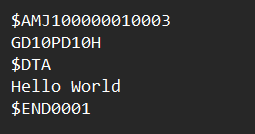 $AMJ100000010003
GD10PD10H
$DTA
Hello World
$END0001